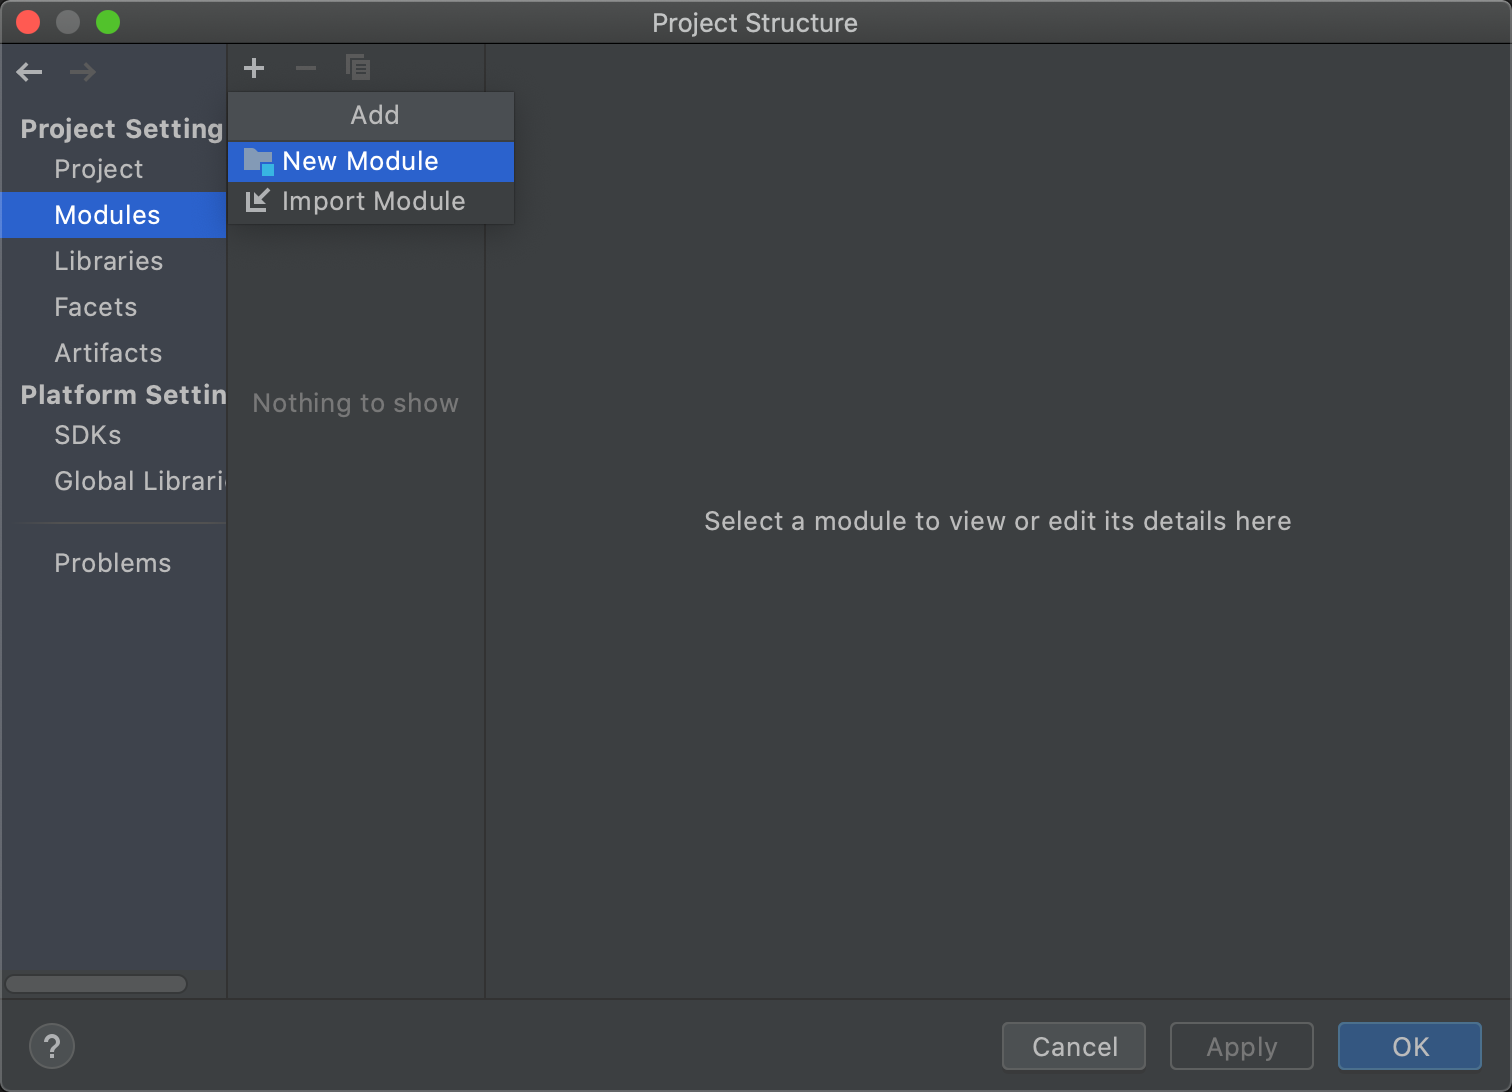 Project Structure
Add
Project Setting
New Module
Project
Import Module
Modules
Libraries
Facets
Artifacts
Platform Settin
Nothing to show
SDKs
Global Librari
Select a module to view or edit its details here
Problems
?
Cancel
Apply
OK